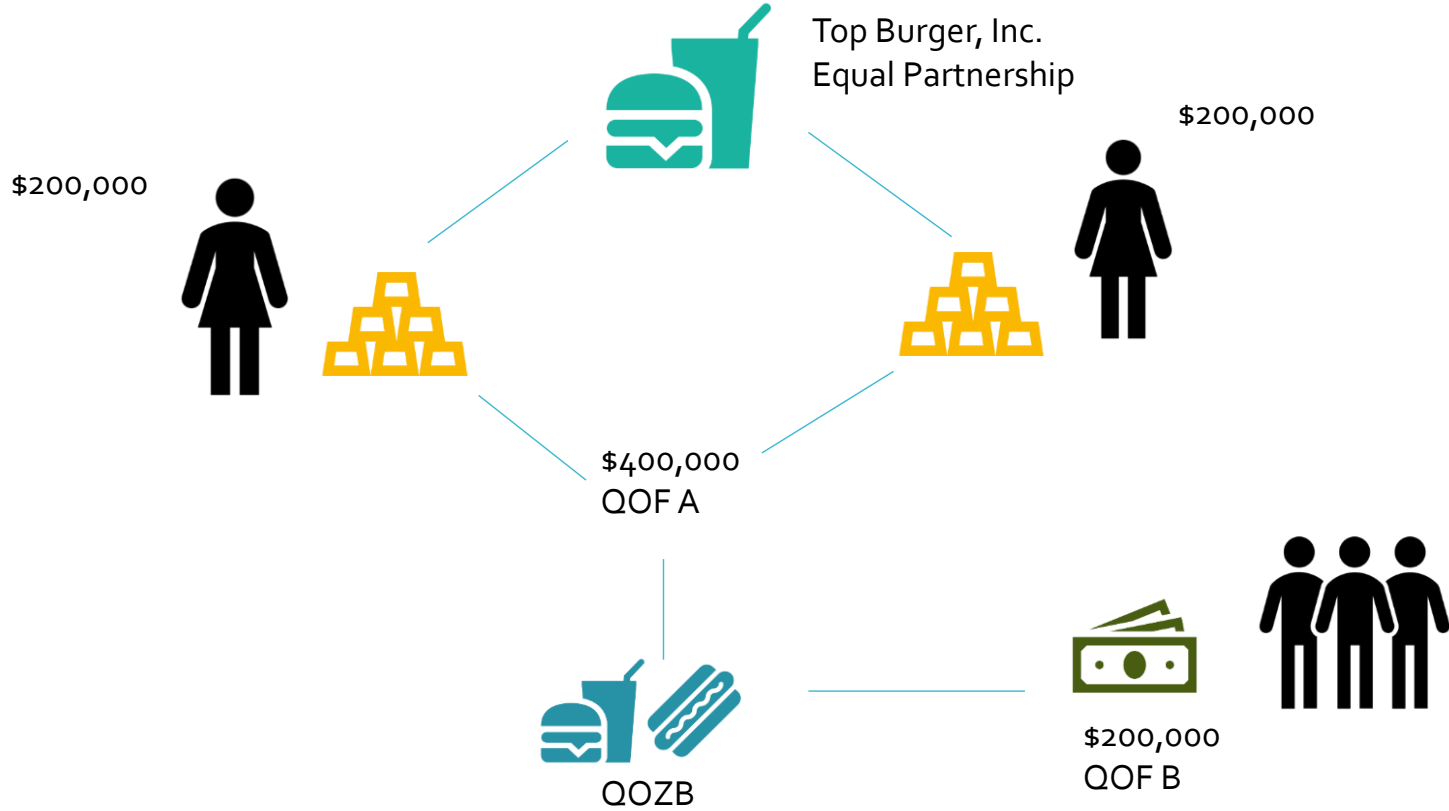 Top Burger, Inc.
Equal Partnership
$200,000
$200,000
$400,000
QOF A
$200,000
QOF B
QOZB